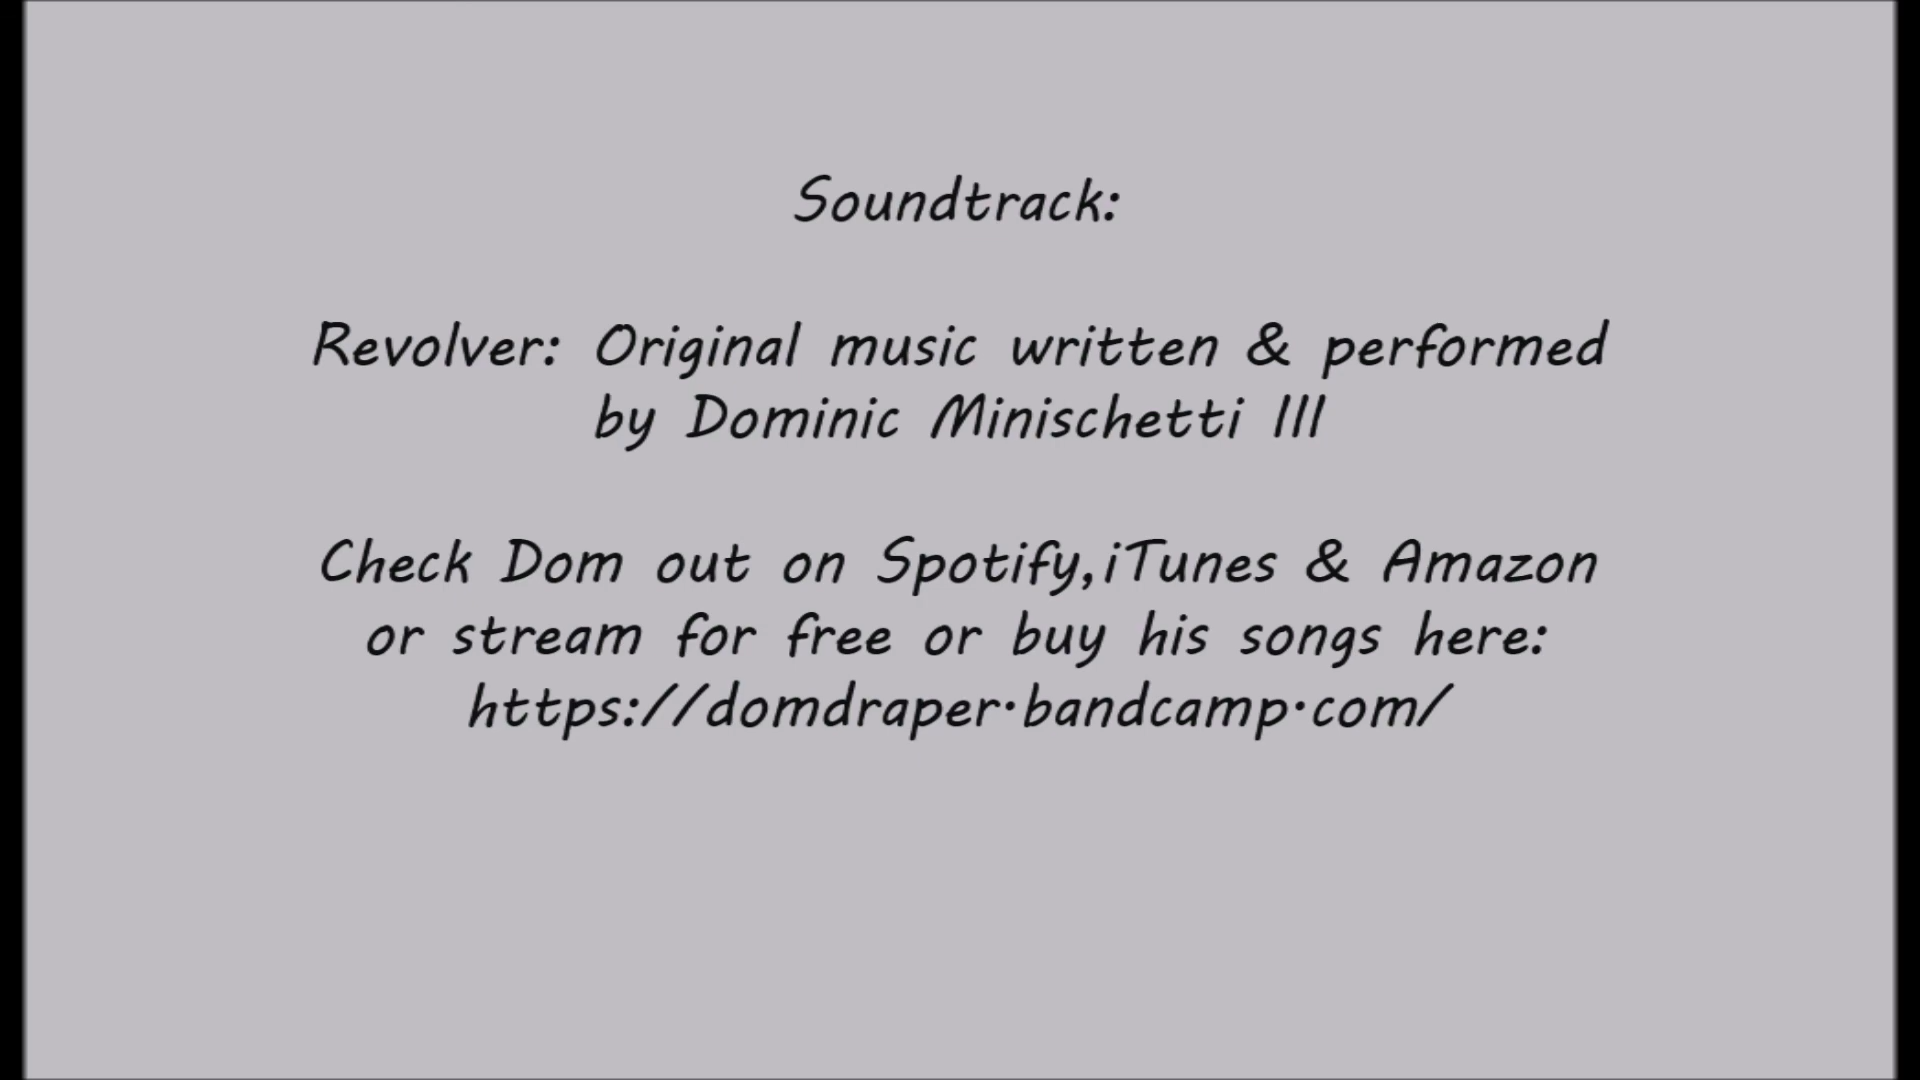 Soundtrack:
Revolver: Original music written & performed
by Dominic Minischetti III
Check Dom out on Spotify,iTunes & Amazon
or stream for free or buy his songs here:
https://domdraper.bandcamp.com/